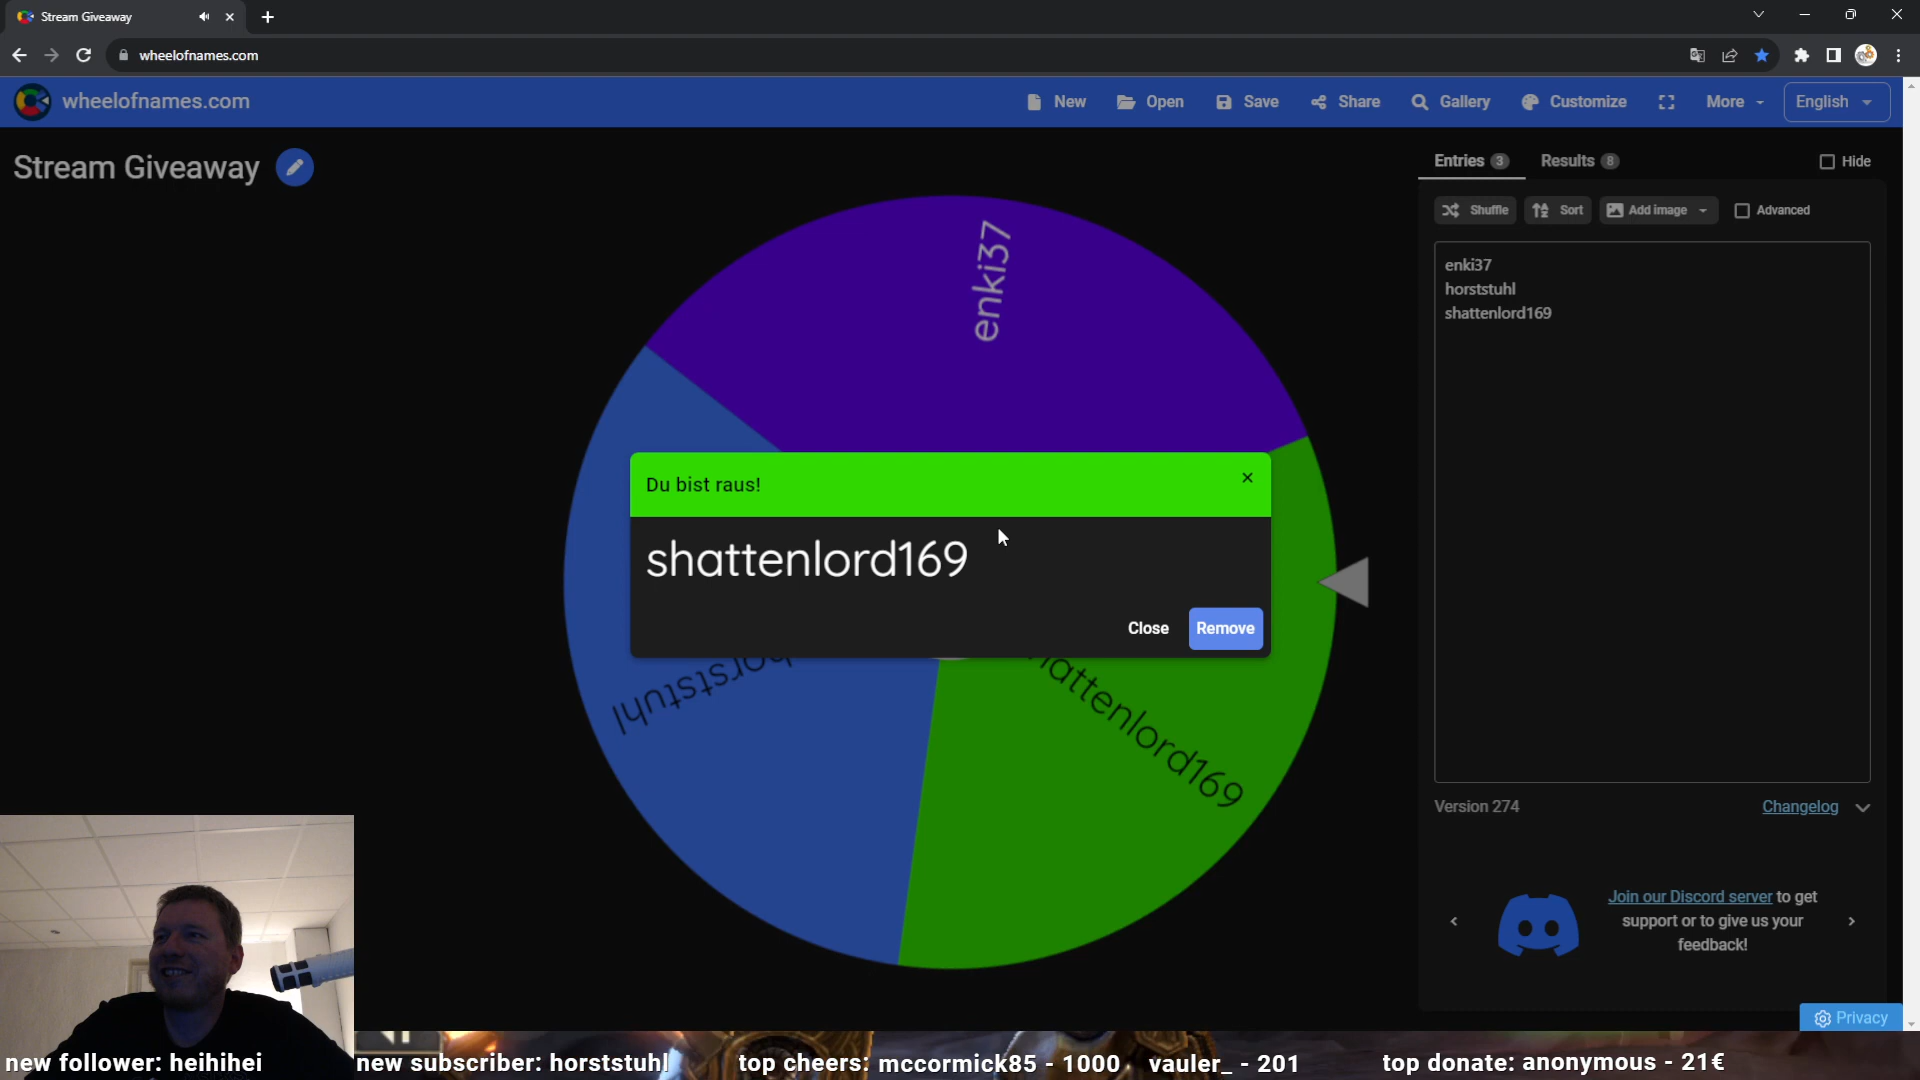 Stream Giveaway
wheelofnames.com
wheelofnames.com
New
Open
Save
Share
Gallery
Customize
More
English
Stream Giveaway
Entries 3
Results 8
Hide
Shuffle
Sort
Add image
Advanced
enki37
horststuhl
shattenlord169
enki37
Du bist raus!
shattenlord169
Close
Remove
horststuhl
hattenlord169
Version 274
Changelog
Join our Discord server to get
support or to give us your
feedback!
Privacy
new follower: heihihei
new subscriber: horststuhl
top cheers: mccormick85 - 1000 vauler_ - 201
top donate: anonymous - 21€